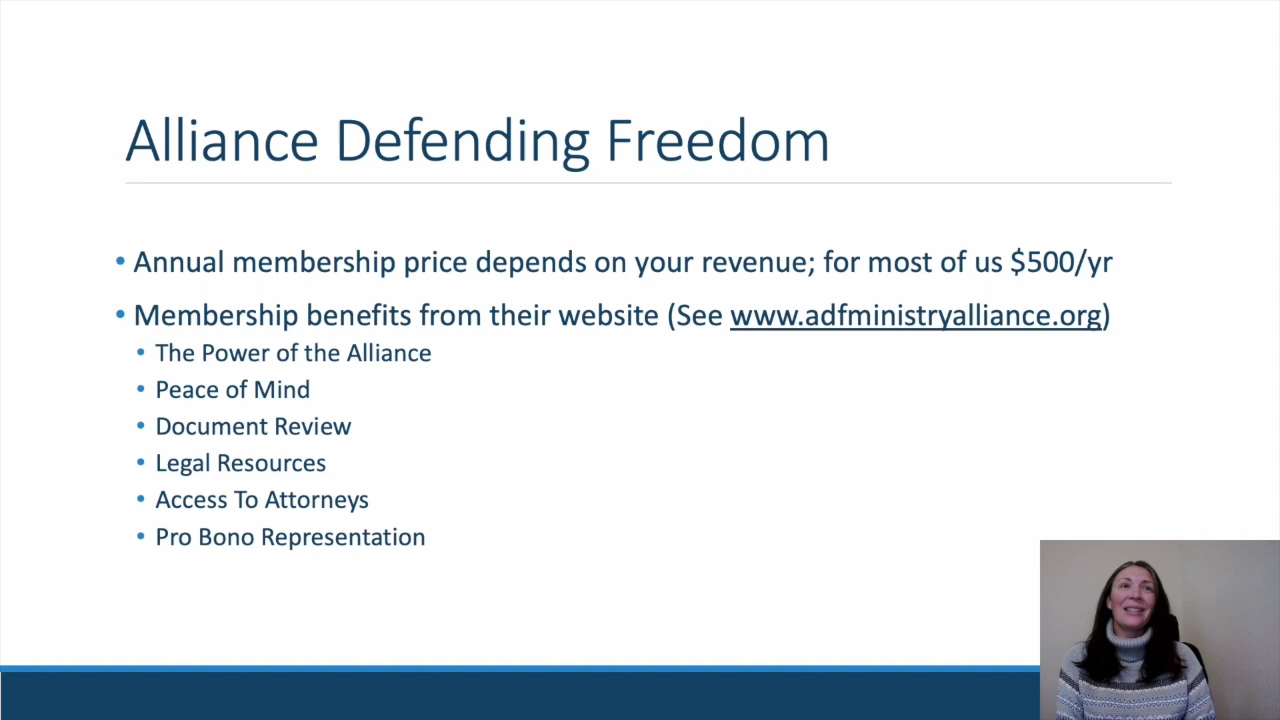 Alliance Defending Freedom
• Annual membership price depends on your revenue; for most of us $500/yr
• Membership benefits from their website (See www.adfministryalliance.org)
• The Power of the Alliance
• Peace of Mind
• Document Review
• Legal Resources
• Access To Attorneys
• Pro Bono Representation